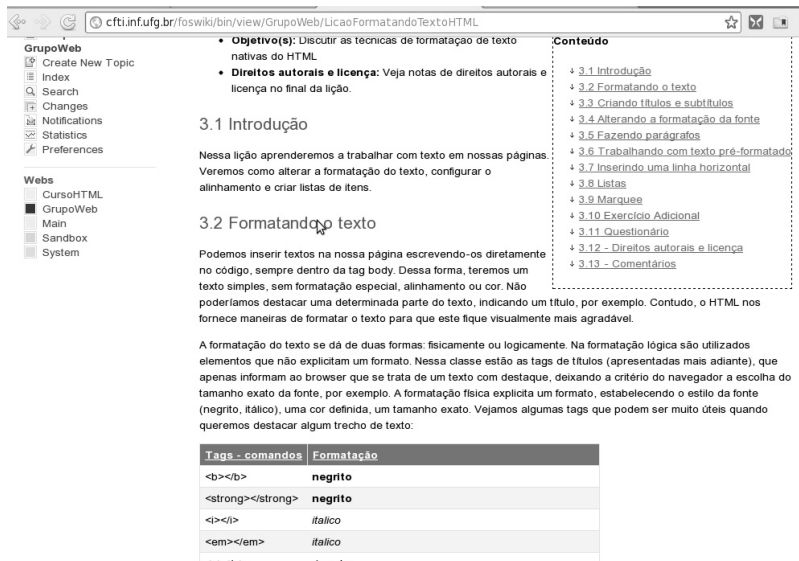 cfti.inf.ufg.br/foswiki/bin/view/GrupoWeb/LicaoFormatandoTextoHTML
GrupoWeb
Create New Topic
Index
Search
Changes
Notifications
Statistics
Preferences
Webs
CursoHTML
GrupoWeb
Main
Sandbox
System
• Objetivo(s): Discutir as técnicas de formatação de texto
nativas do HTML
• Direitos autorais e licença: Veja notas de direitos autorais e
licença no final da lição.
Conteúdo
3.1 Introdução
3.2 Formatando o texto
3.3 Criando títulos e subtítulos
3.4 Alterando a formatação da fonte
3.5 Fazendo parágrafos
3.6 Trabalhando com texto pré-formatado
3.7 Inserindo uma linha horizontal
3.8 Listas
3.9 Marquee
3.10 Exercício Adicional
3.11 Questionário
3.12 - Direitos autorais e licença
3.13 - Comentários
3.1 Introdução
Nessa lição aprenderemos a trabalhar com texto em nossas páginas.
Veremos como alterar a formatação do texto, configurar o
alinhamento e criar listas de itens.
3.2 Formatando o texto
Podemos inserir textos na nossa página escrevendo-os diretamente
no código, sempre dentro da tag body. Dessa forma, teremos um
texto simples, sem formatação especial, alinhamento ou cor. Não
poderíamos destacar uma determinada parte do texto, indicando um título, por exemplo. Contudo, o HTML nos
fornece maneiras de formatar o texto para que este fique visualmente mais agradável.
A formatação do texto se dá de duas formas: fisicamente ou logicamente. Na formatação lógica são utilizados
elementos que não explicitam um formato. Nessa classe estão as tags de títulos (apresentadas mais adiante), que
apenas informam ao browser que se trata de um texto com destaque, deixando a critério do navegador a escolha do
tamanho exato da fonte, por exemplo. A formatação física explicita um formato, estabelecendo o estilo da fonte
(negrito, itálico), uma cor definida, um tamanho exato. Vejamos algumas tags que podem ser muito úteis quando
queremos destacar algum trecho de texto:
Tags - comandos Formatação
<b></b> negrito
<strong></strong> negrito
<i></i> italico
<em></em> italico